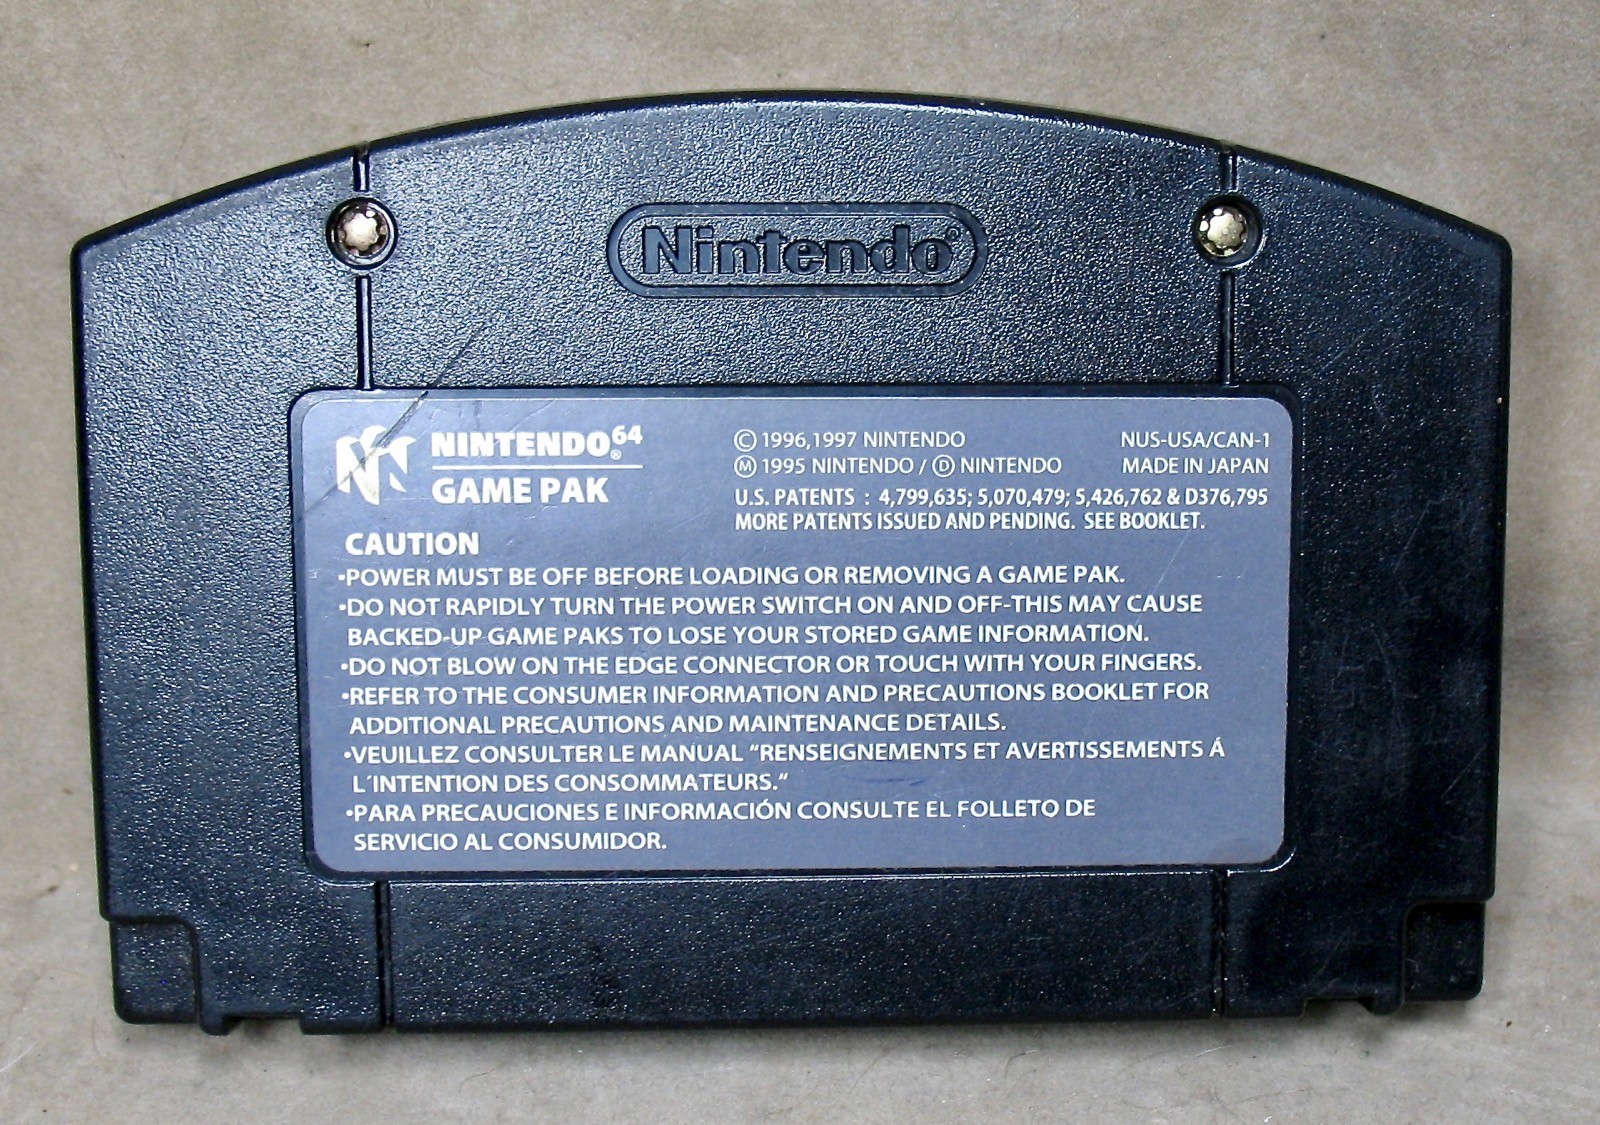 Nintendo®
NINTENDO64®
GAME PAK
© 1996,1997 NINTENDO
Ⓜ 1995 NINTENDO / Ⓓ NINTENDO
NUS-USA/CAN-1
MADE IN JAPAN
U.S. PATENTS : 4,799,635; 5,070,479; 5,426,762 & D376,795
MORE PATENTS ISSUED AND PENDING. SEE BOOKLET.
CAUTION
•POWER MUST BE OFF BEFORE LOADING OR REMOVING A GAME PAK.
•DO NOT RAPIDLY TURN THE POWER SWITCH ON AND OFF-THIS MAY CAUSE
BACKED-UP GAME PAKS TO LOSE YOUR STORED GAME INFORMATION.
•DO NOT BLOW ON THE EDGE CONNECTOR OR TOUCH WITH YOUR FINGERS.
•REFER TO THE CONSUMER INFORMATION AND PRECAUTIONS BOOKLET FOR
ADDITIONAL PRECAUTIONS AND MAINTENANCE DETAILS.
•VEUILLEZ CONSULTER LE MANUAL "RENSEIGNEMENTS ET AVERTISSEMENTS Á
L´INTENTION DES CONSOMMATEURS."
•PARA PRECAUCIONES E INFORMACIÓN CONSULTE EL FOLLETO DE
SERVICIO AL CONSUMIDOR.